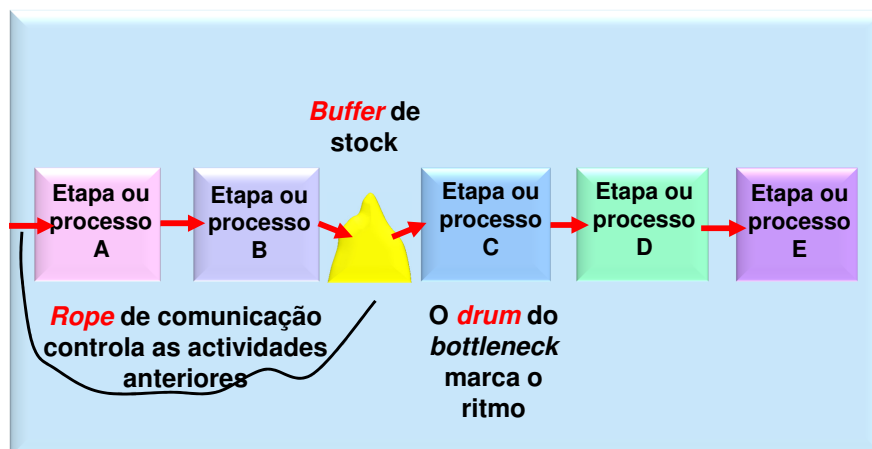 Buffer de
stock
Etapa ou
processo
A
Etapa ou
processo
B
Etapa ou
processo
C
Etapa ou
processo
D
Etapa ou
processo
E
Rope de comunicação
controla as actividades
anteriores
O drum do
bottleneck
marca o
ritmo